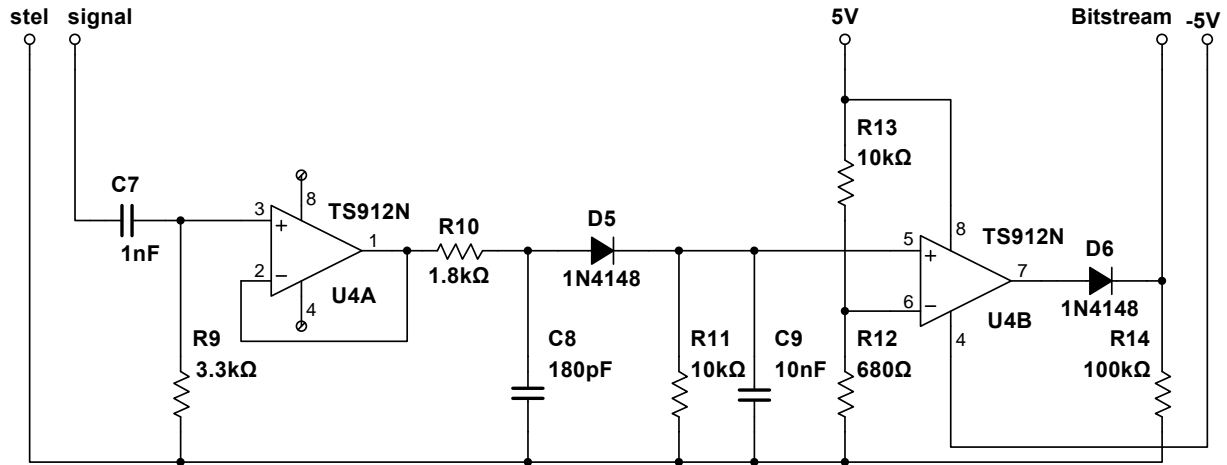 stel
signal
5V
Bitstream
-5V
R13
10kΩ
C7
1nF
8
TS912N
3
+
1
2
−
4
U4A
R10
1.8kΩ
D5
1N4148
5
+
8
TS912N
7
6
−
4
U4B
D6
1N4148
R9
3.3kΩ
C8
180pF
R11
10kΩ
C9
10nF
R12
680Ω
R14
100kΩ